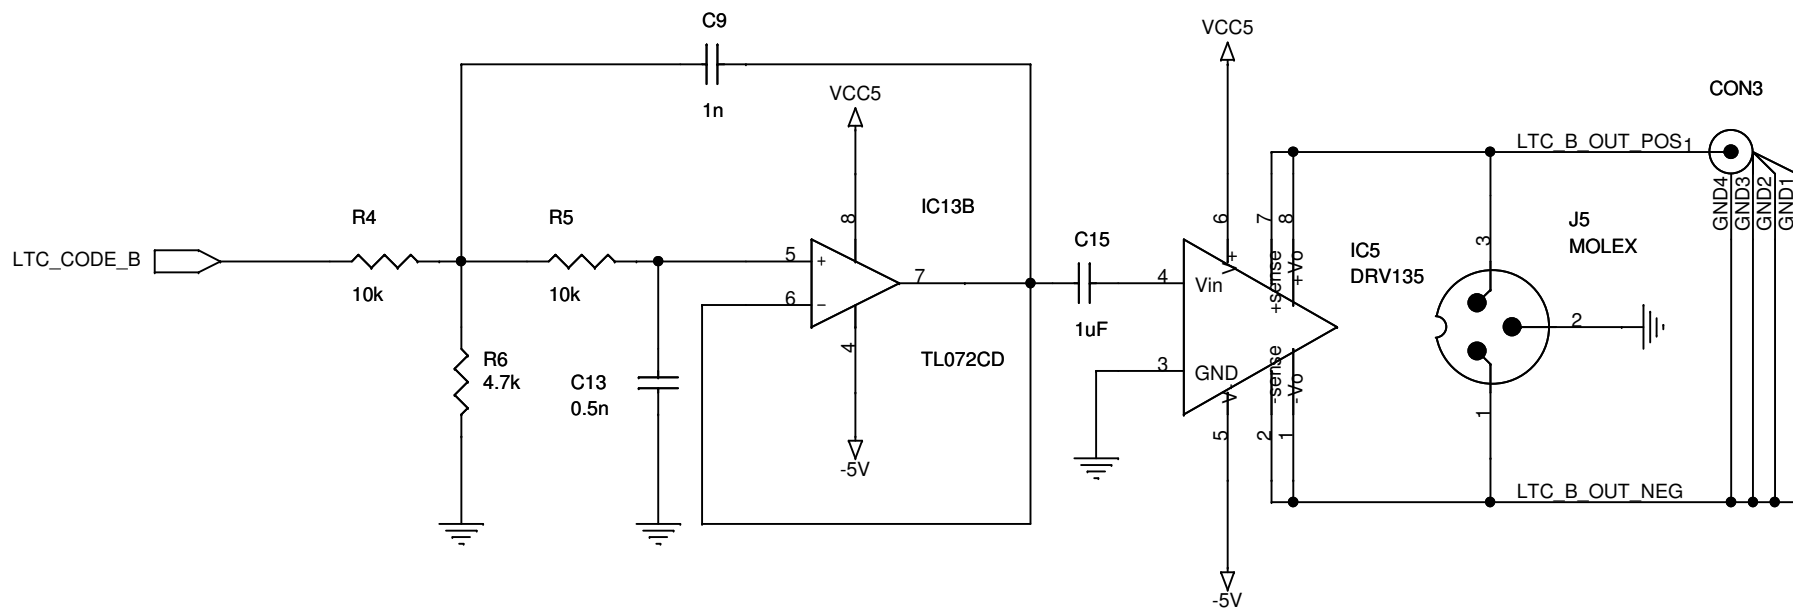 C9
1n
VCC5
VCC5
CON3
LTC_B_OUT_POS
1
GND4
GND3
GND2
GND1
R4
10k
R5
10k
LTC_CODE_B
R6
4.7k
C13
0.5n
8
IC13B
5
+
6
-
7
4
TL072CD
-5V
C15
1uF
4
Vin
3
GND
6
V+
7
+sense
8
+Vo
IC5
DRV135
V-
5
-sense
2
-Vo
1
-5V
J5
MOLEX
3
2
1
LTC_B_OUT_NEG